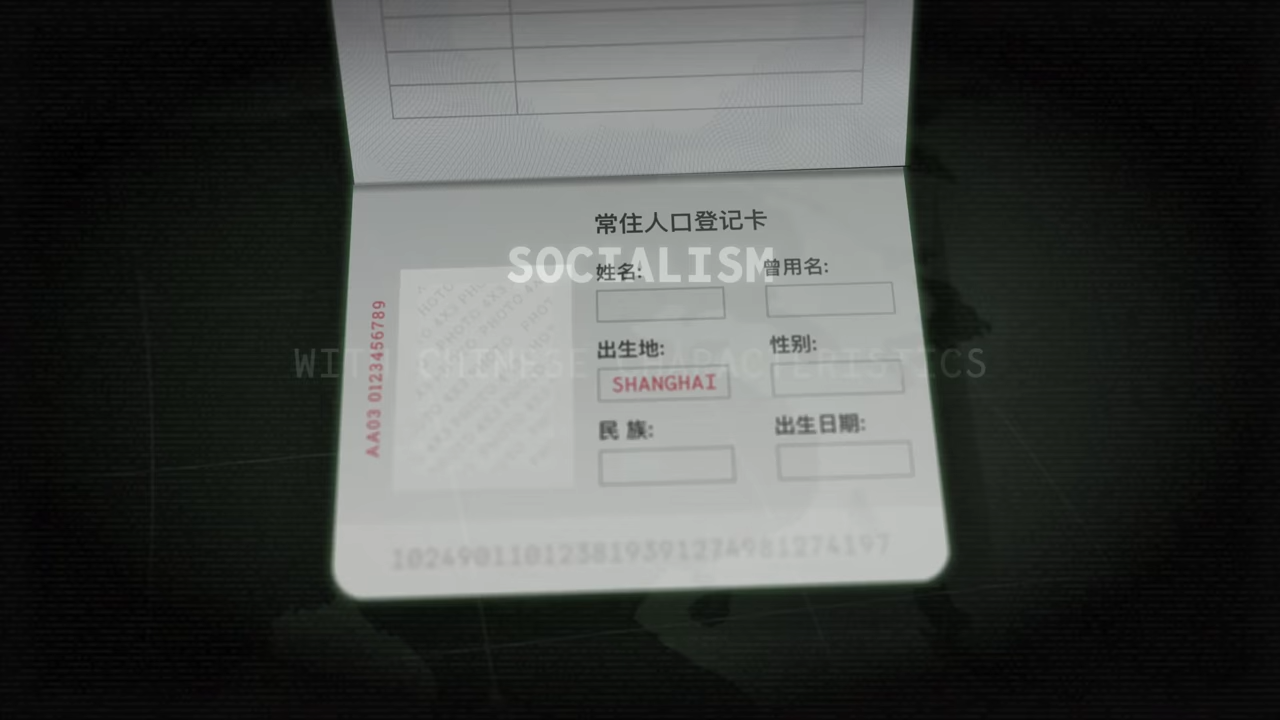 常住人口登记卡
SOCIALISM
姓名:
曾用名:
WITH CHINESE CHARACTERISTICS
出生地:
性别:
SHANGHAI
民 族:
出生日期:
AA03 0123456789